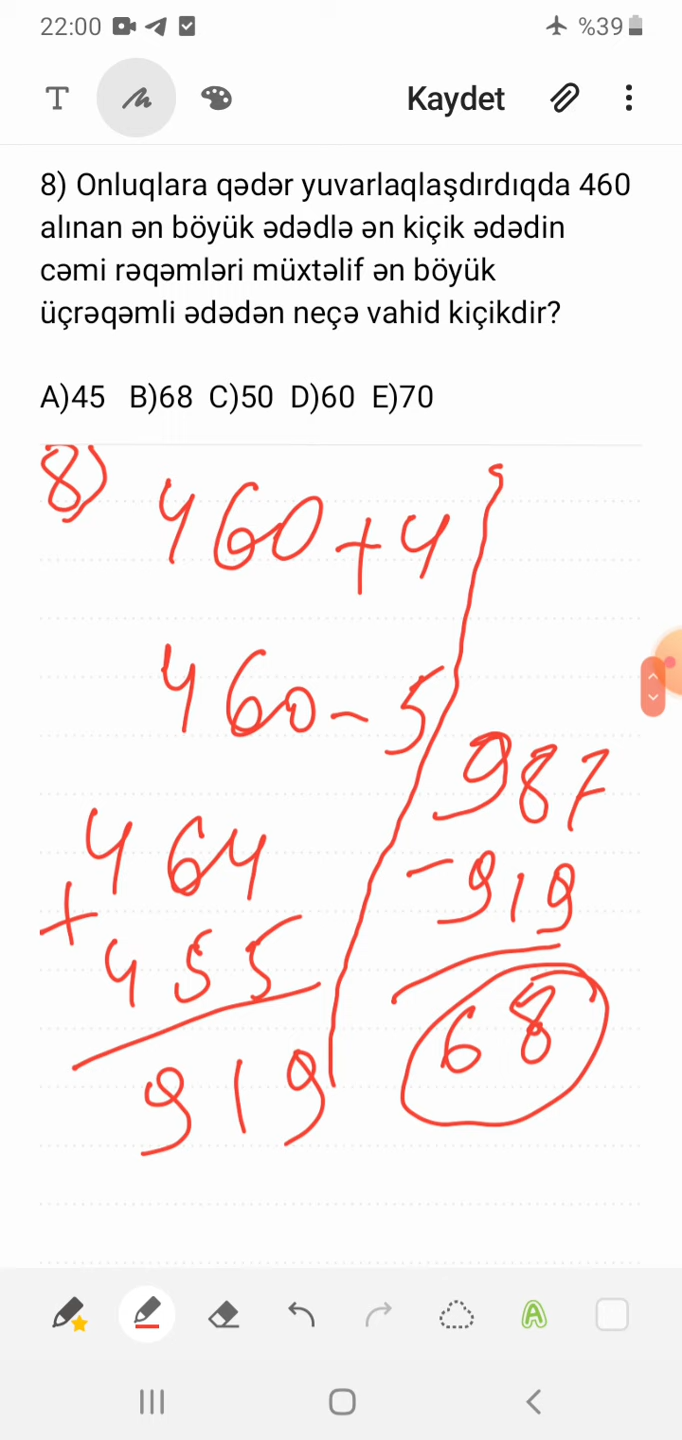 22:00 %39
T Kaydet
8) Onluqlara qədər yuvarlaqlaşdırdıqda 460
alınan ən böyük ədədlə ən kiçik ədədin
cəmi rəqəmləri müxtəlif ən böyük
üçrəqəmli ədədən neçə vahid kiçikdir?
A)45 B)68 C)50 D)60 E)70
8) 460+4
460-5
464
+
455
919
987
-919
68
A